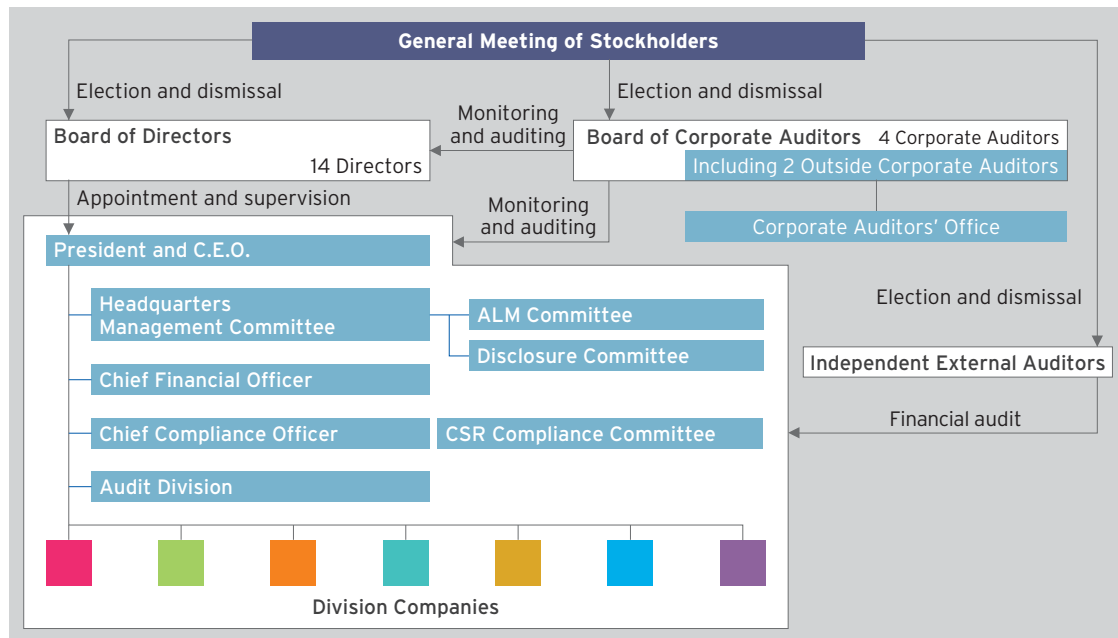 General Meeting of Stockholders
Election and dismissal
Election and dismissal
Monitoring
and auditing
Board of Directors
14 Directors
Board of Corporate Auditors 4 Corporate Auditors
Including 2 Outside Corporate Auditors
Appointment and supervision
Monitoring
and auditing
Corporate Auditors' Office
President and C.E.O.
Election and dismissal
Headquarters
Management Committee
ALM Committee
Disclosure Committee
Independent External Auditors
Chief Financial Officer
Financial audit
Chief Compliance Officer
CSR Compliance Committee
Audit Division
Division Companies